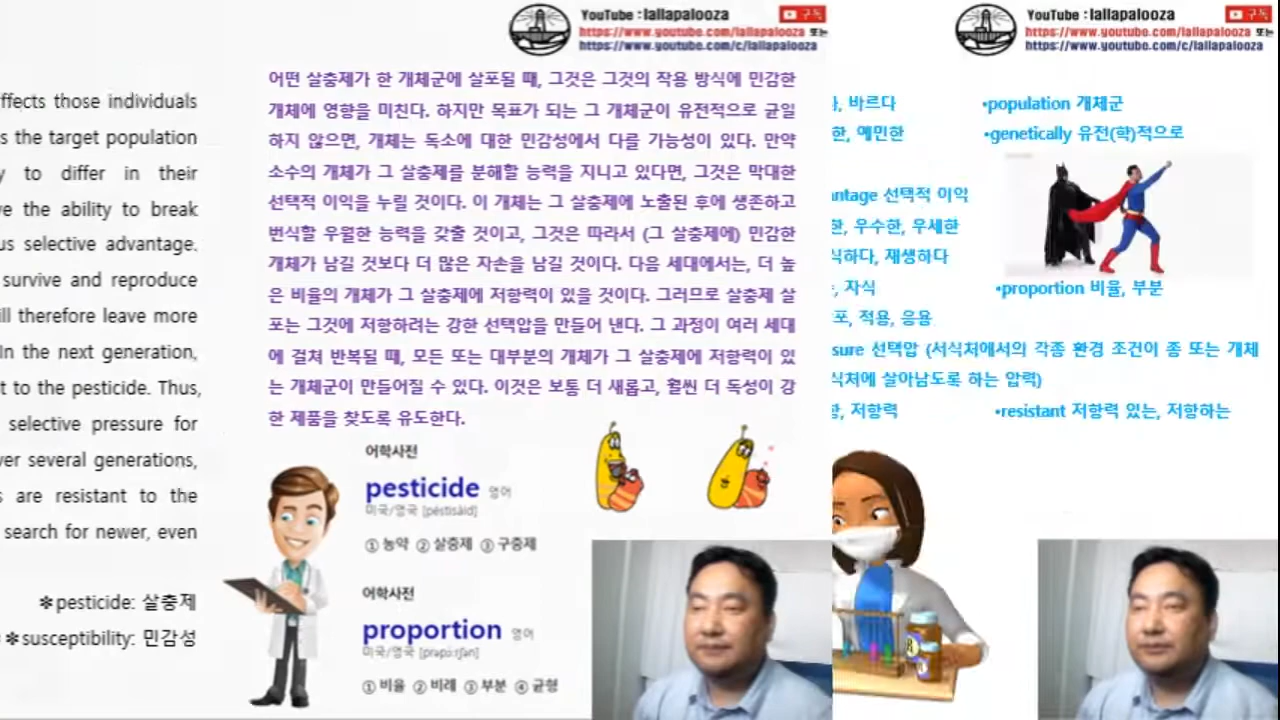 YouTube : lallapalooza
구독
https://www.youtube.com/lallapalooza 또는
https://www.youtube.com/c/lallapalooza
YouTube : lallapalooza
구독
https://www.youtube.com/lallapalooza 또는
https://www.youtube.com/c/lallapalooza
ffects those individuals
s the target population
y to differ in their
ve the ability to break
us selective advantage.
survive and reproduce
ill therefore leave more
In the next generation,
t to the pesticide. Thus,
selective pressure for
ver several generations,
s are resistant to the
search for newer, even
*pesticide: 살충제
*susceptibility: 민감성
어떤 살충제가 한 개체군에 살포될 때, 그것은 그것의 작용 방식에 민감한
개체에 영향을 미친다. 하지만 목표가 되는 그 개체군이 유전적으로 균일
하지 않으면, 개체는 독소에 대한 민감성에서 다를 가능성이 있다. 만약
소수의 개체가 그 살충제를 분해할 능력을 지니고 있다면, 그것은 막대한
선택적 이익을 누릴 것이다. 이 개체는 그 살충제에 노출된 후에 생존하고
번식할 우월한 능력을 갖출 것이고, 그것은 따라서 (그 살충제에) 민감한
개체가 남길 것보다 더 많은 자손을 남길 것이다. 다음 세대에서는, 더 높
은 비율의 개체가 그 살충제에 저항력이 있을 것이다. 그러므로 살충제 살
포는 그것에 저항하려는 강한 선택압을 만들어 낸다. 그 과정이 여러 세대
에 걸쳐 반복될 때, 모든 또는 대부분의 개체가 그 살충제에 저항력이 있
는 개체군이 만들어질 수 있다. 이것은 보통 더 새롭고, 훨씬 더 독성이 강
한 제품을 찾도록 유도한다.
어학사전
pesticide 영어
미국/영국 [péstisàid]
① 농약 ② 살충제 ③ 구충제
어학사전
proportion 영어
미국/영국
① 비율 ② 비례 ③ 부분 ④ 균형
, 바르다
한, 예민한
antage 선택적 이익
한, 우수한, 우세한
식하다, 재생하다
, 자식
포, 적용, 응용
sure 선택압 (서식처에서의 각종 환경 조건이 종 또는 개체
식처에 살아남도록 하는 압력)
항, 저항력
•population 개체군
•genetically 유전(학)적으로
•proportion 비율, 부분
•resistant 저항력 있는, 저항하는